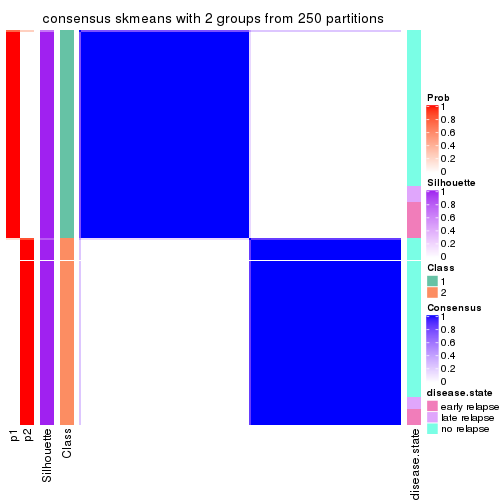 consensus skmeans with 2 groups from 250 partitions
Prob
1
0.8
0.6
0.4
0.2
0
Silhouette
1
0.8
0.6
0.4
0.2
0
Class
1
2
Consensus
1
0.8
0.6
0.4
0.2
0
disease.state
early relapse
late relapse
no relapse
p1
p2
Silhouette
Class
disease.state